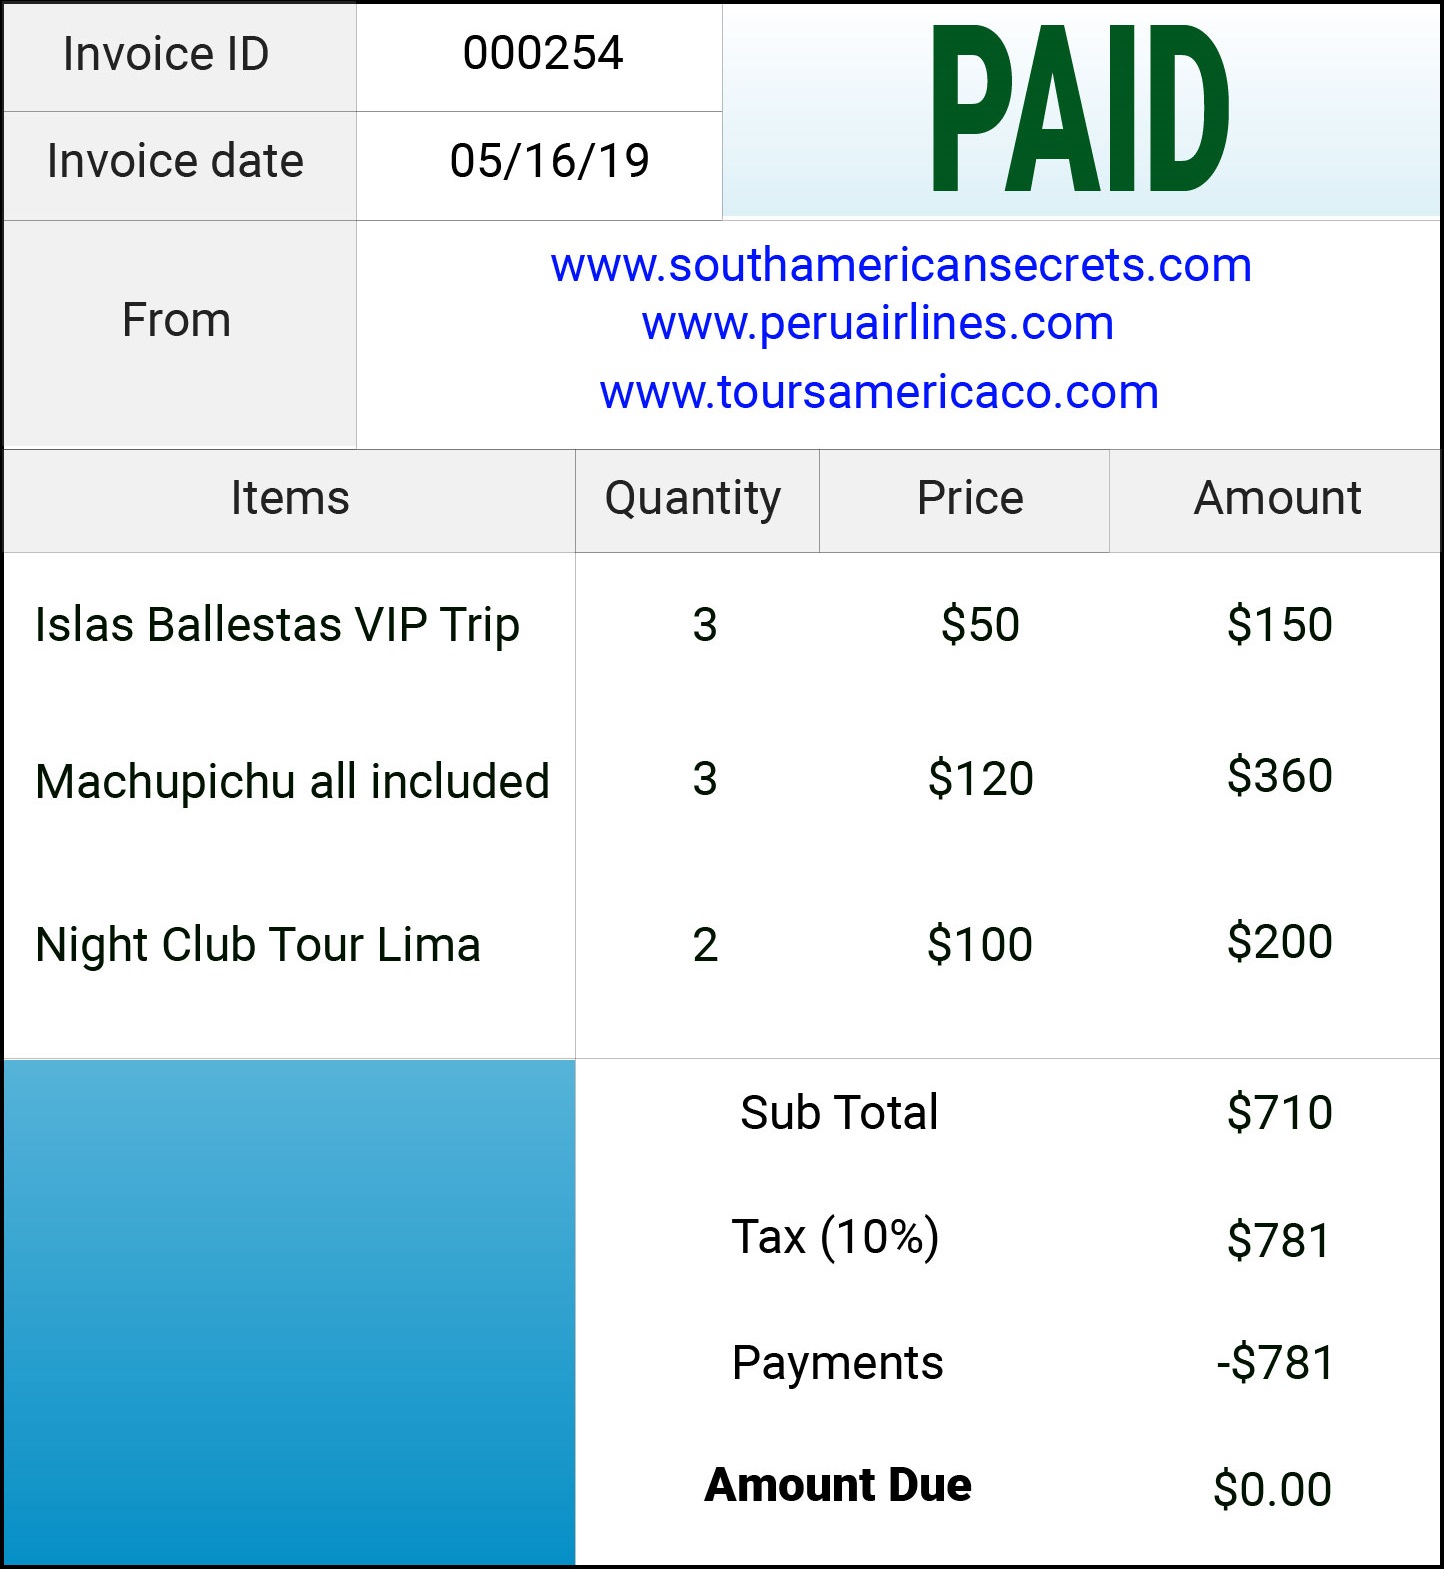 Invoice ID 000254 PAID
Invoice date 05/16/19
From
www.southamericansecrets.com
www.peruairlines.com
www.toursamericaco.com
Items Quantity Price Amount
Islas Ballestas VIP Trip 3 $50 $150
Machupichu all included 3 $120 $360
Night Club Tour Lima 2 $100 $200
Sub Total $710
Tax (10%) $781
Payments -$781
Amount Due $0.00